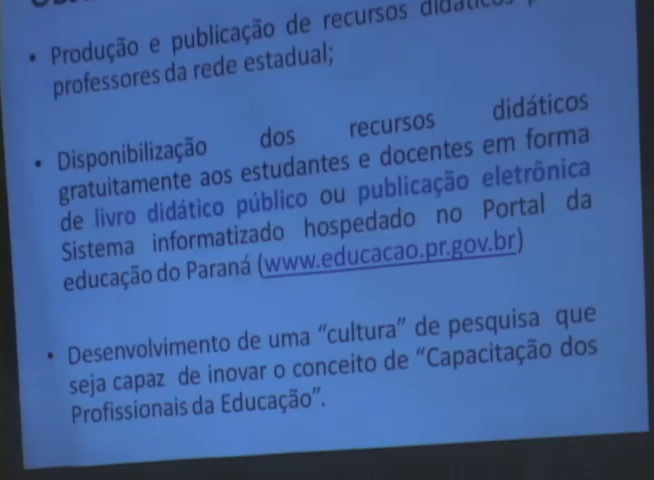 • Produção e publicação de recursos didáticos
professores da rede estadual;
• Disponibilização dos recursos didáticos
gratuitamente aos estudantes e docentes em forma
de livro didático público ou publicação eletrônica
Sistema informatizado hospedado no Portal da
educação do Paraná (www.educacao.pr.gov.br)
• Desenvolvimento de uma “cultura” de pesquisa que
seja capaz de inovar o conceito de “Capacitação dos
Profissionais da Educação”.